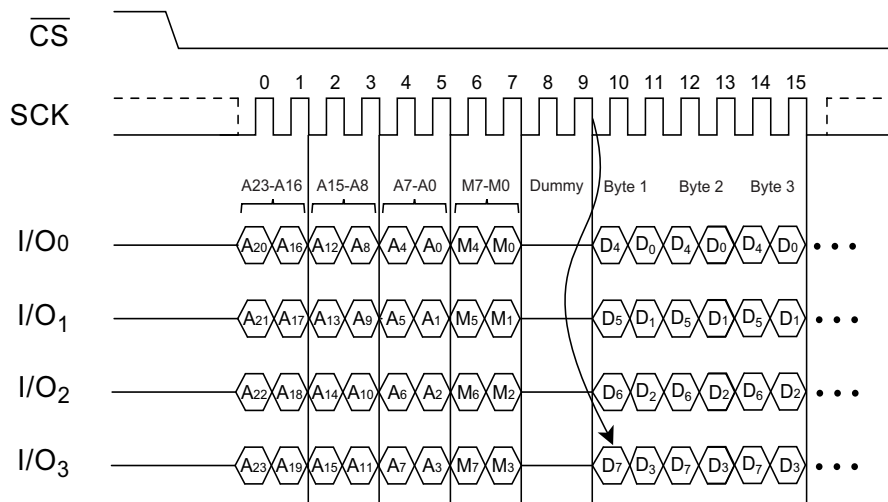 CS
0 1 2 3 4 5 6 7 8 9 10 11 12 13 14 15
SCK
A23-A16 A15-A8 A7-A0 M7-M0 Dummy Byte 1 Byte 2 Byte 3
I/O0 A20 A16 A12 A8 A4 A0 M4 M0 D4 D0 D4 D0 D4 D0
I/O1 A21 A17 A13 A9 A5 A1 M5 M1 D5 D1 D5 D1 D5 D1
I/O2 A22 A18 A14 A10 A6 A2 M6 M2 D6 D2 D6 D2 D6 D2
I/O3 A23 A19 A15 A11 A7 A3 M7 M3 D7 D3 D7 D3 D7 D3